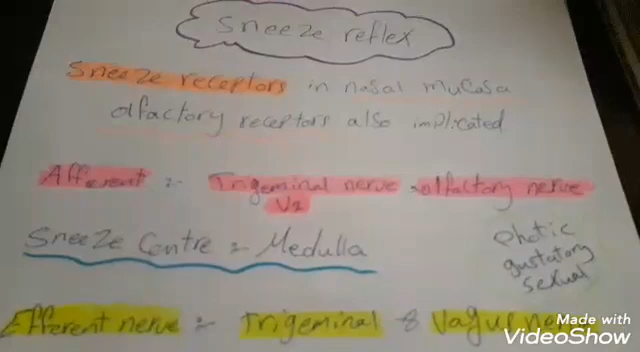 Sneeze reflex
Sneeze receptors in nasal mucosa
olfactory receptors also implicated
Afferent :- Trigeminal nerve olfactory nerve
V2
Sneeze Centre :- Medulla
photic
gustatory
sexual
Efferent nerve :- Trigeminal & Vagus
Made with
VideoShow